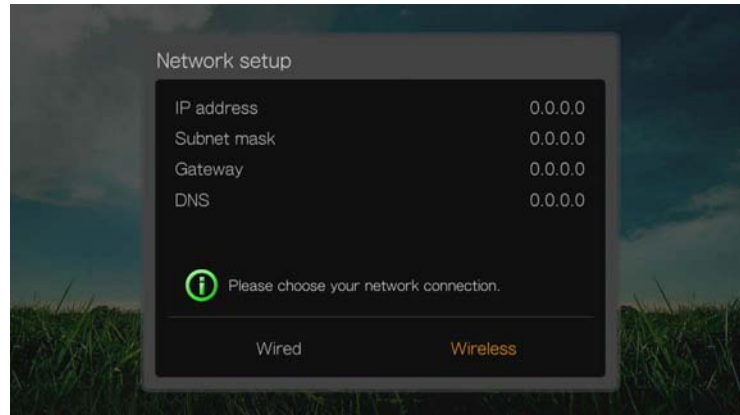 Network setup
IP address 0.0.0.0
Subnet mask 0.0.0.0
Gateway 0.0.0.0
DNS 0.0.0.0
Please choose your network connection.
Wired Wireless